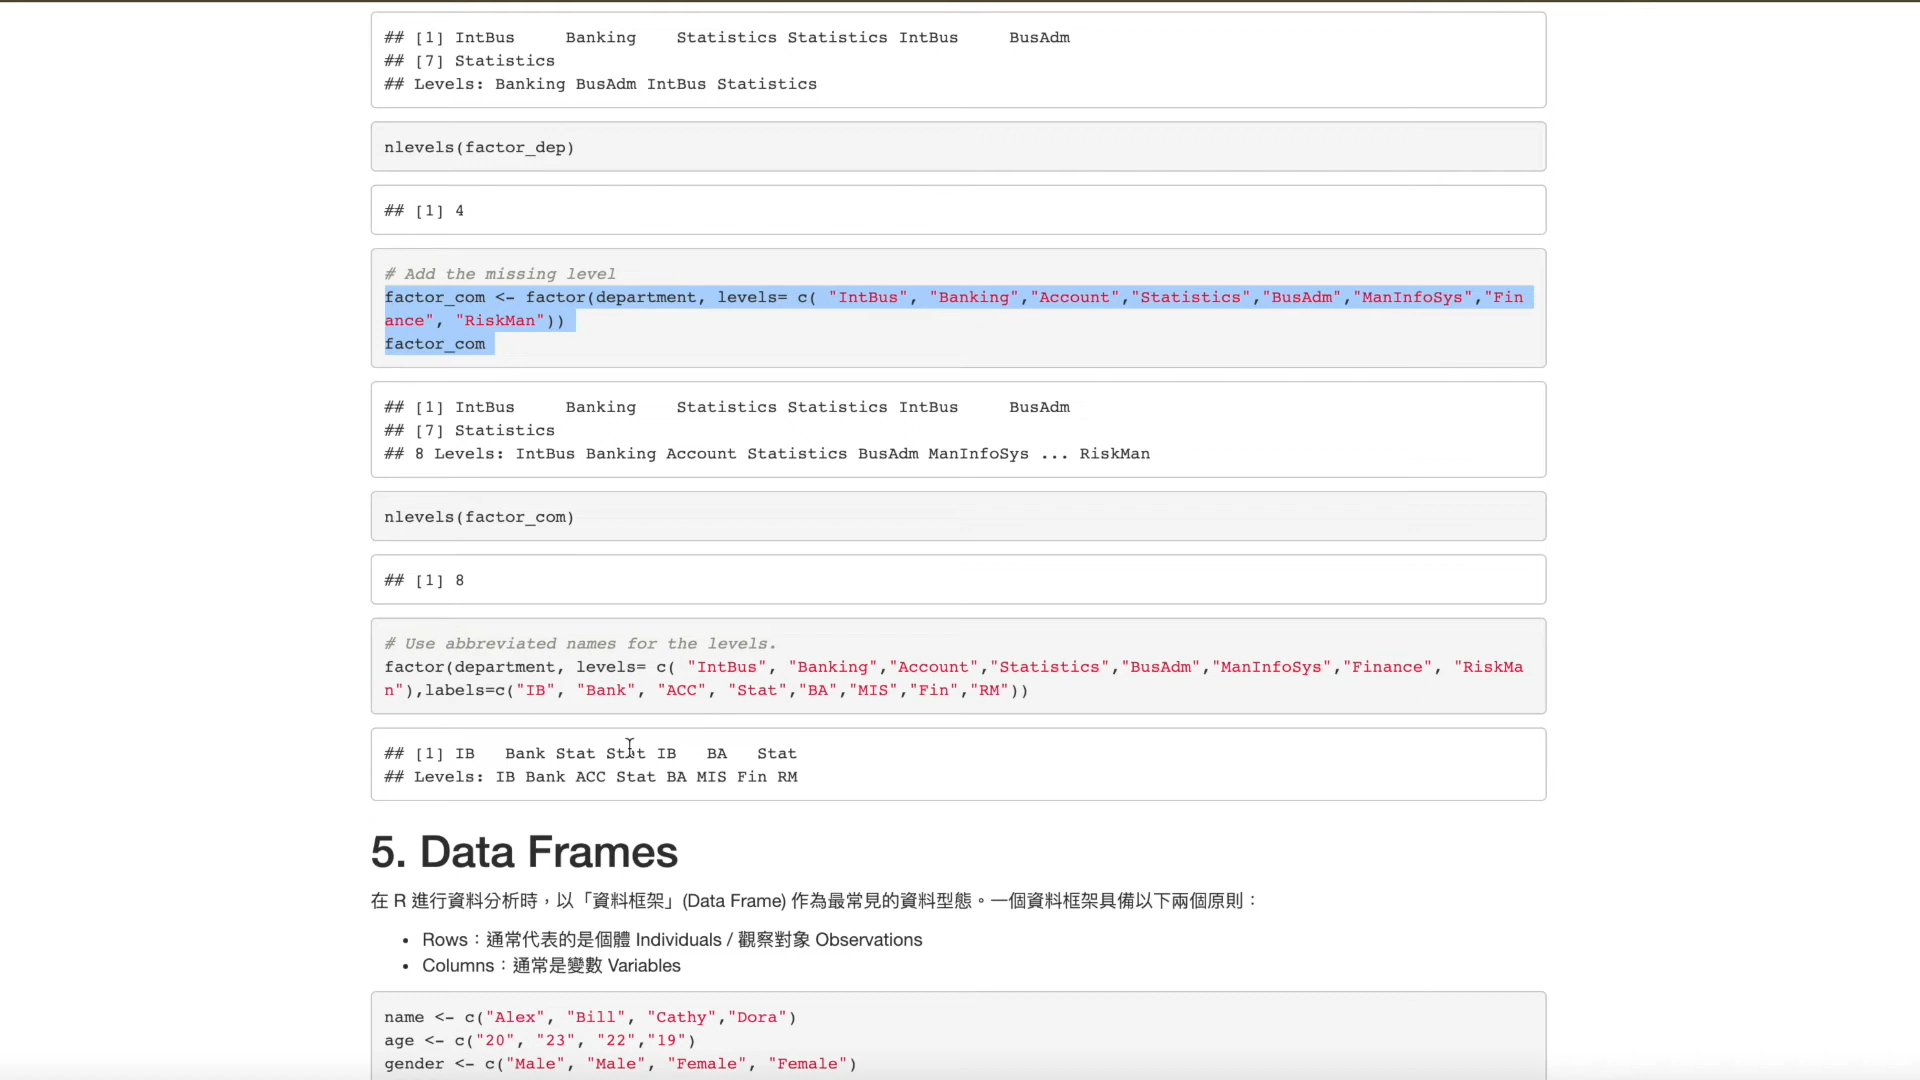 ## [1] IntBus     Banking    Statistics Statistics IntBus     BusAdm
## [7] Statistics
## Levels: Banking BusAdm IntBus Statistics
nlevels(factor_dep)
## [1] 4
# Add the missing level
factor_com <- factor(department, levels= c( "IntBus", "Banking","Account","Statistics","BusAdm","ManInfoSys","Fin
ance", "RiskMan"))
factor_com
## [1] IntBus     Banking    Statistics Statistics IntBus     BusAdm
## [7] Statistics
## 8 Levels: IntBus Banking Account Statistics BusAdm ManInfoSys ... RiskMan
nlevels(factor_com)
## [1] 8
# Use abbreviated names for the levels.
factor(department, levels= c( "IntBus", "Banking","Account","Statistics","BusAdm","ManInfoSys","Finance", "RiskMa
n"),labels=c("IB", "Bank", "ACC", "Stat","BA","MIS","Fin","RM"))
## [1] IB   Bank Stat Stat IB   BA   Stat
## Levels: IB Bank ACC Stat BA MIS Fin RM
5. Data Frames
在 R 進行資料分析時，以「資料框架」(Data Frame) 作為最常見的資料型態。一個資料框架具備以下兩個原則：
• Rows：通常代表的是個體 Individuals / 觀察對象 Observations
• Columns：通常是變數 Variables
name <- c("Alex", "Bill", "Cathy","Dora")
age <- c("20", "23", "22","19")
gender <- c("Male", "Male", "Female", "Female")